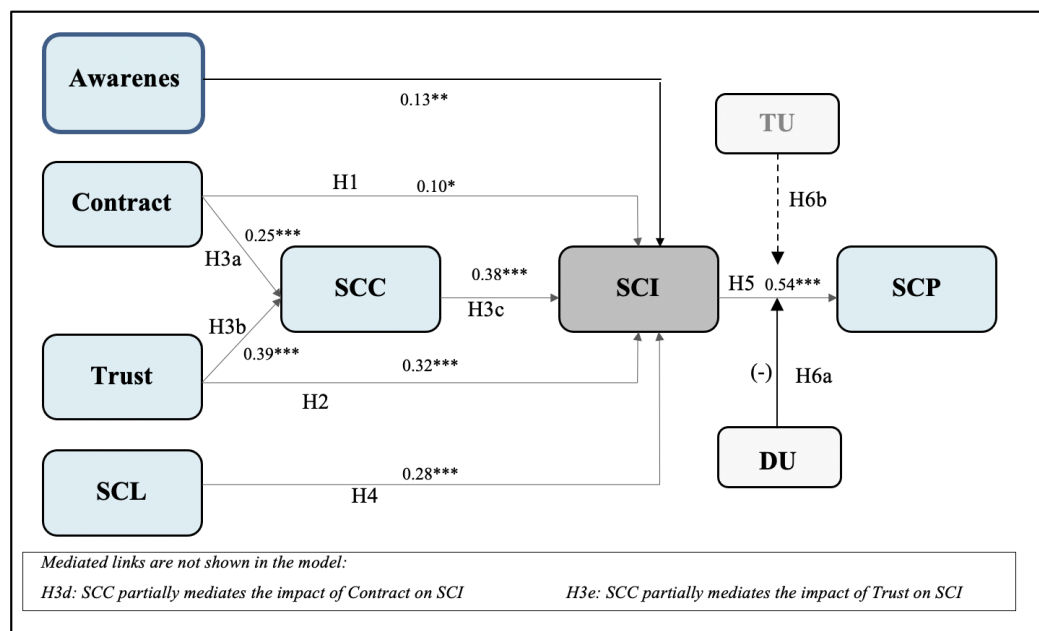 Awarenes
0.13**
TU
Contract
H1
0.10*
H6b
0.25***
H3a
SCC
0.38***
H3c
SCI
H5 0.54***
SCP
H3b
0.39***
Trust
0.32***
H2
(-)
H6a
SCL
0.28***
H4
DU
Mediated links are not shown in the model:
H3d: SCC partially mediates the impact of Contract on SCI
H3e: SCC partially mediates the impact of Trust on SCI